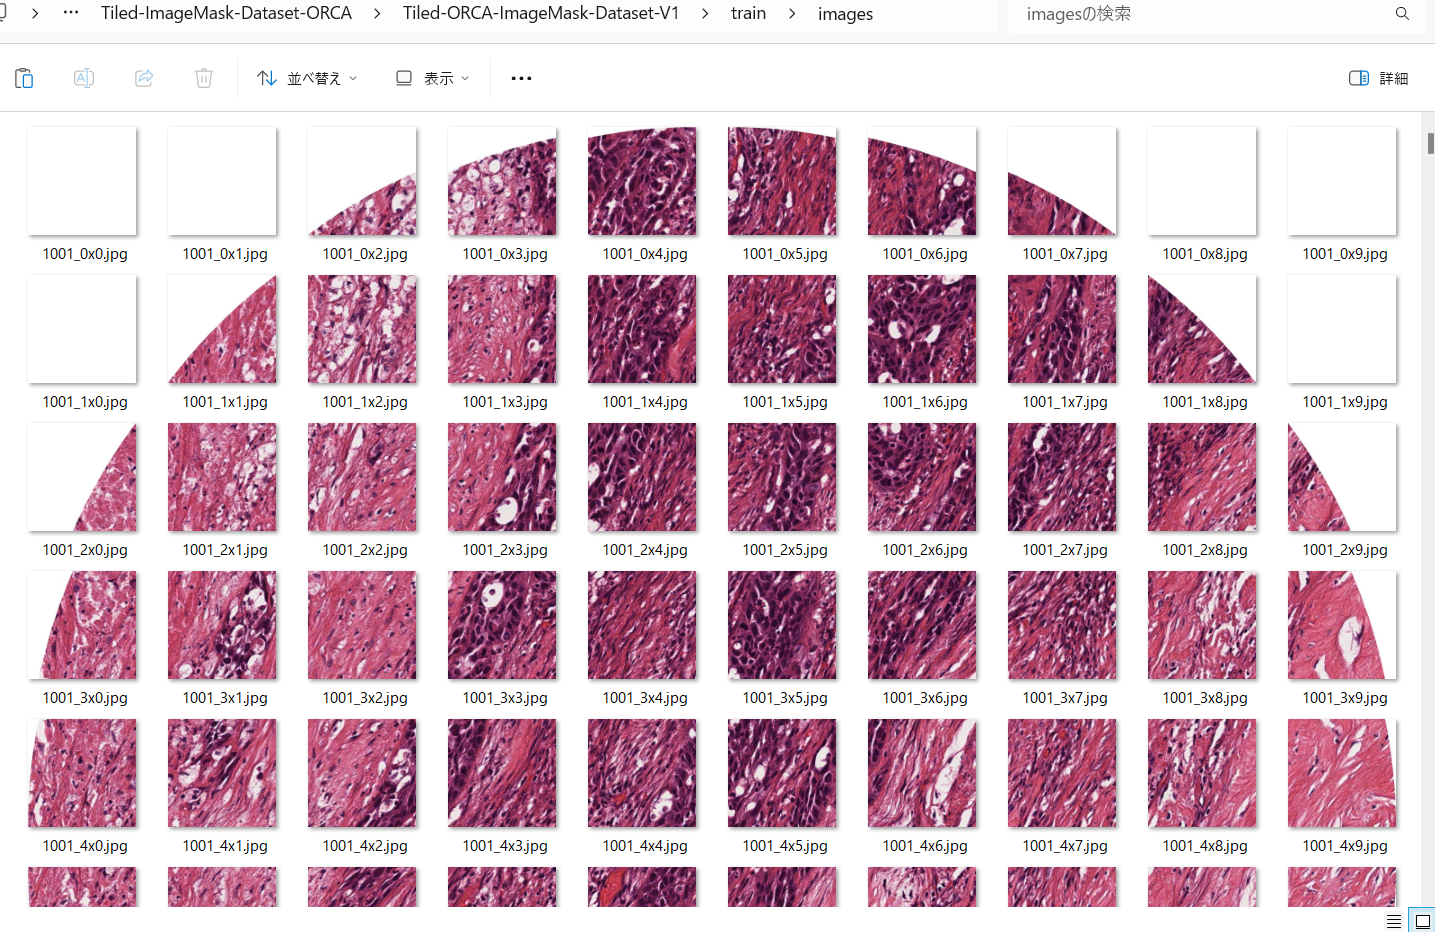 Tiled-ImageMask-Dataset-ORCA > Tiled-ORCA-ImageMask-Dataset-V1 > train > images imagesの検索
並べ替え 表示 詳細
1001_0x0.jpg 1001_0x1.jpg 1001_0x2.jpg 1001_0x3.jpg 1001_0x4.jpg 1001_0x5.jpg 1001_0x6.jpg 1001_0x7.jpg 1001_0x8.jpg 1001_0x9.jpg
1001_1x0.jpg 1001_1x1.jpg 1001_1x2.jpg 1001_1x3.jpg 1001_1x4.jpg 1001_1x5.jpg 1001_1x6.jpg 1001_1x7.jpg 1001_1x8.jpg 1001_1x9.jpg
1001_2x0.jpg 1001_2x1.jpg 1001_2x2.jpg 1001_2x3.jpg 1001_2x4.jpg 1001_2x5.jpg 1001_2x6.jpg 1001_2x7.jpg 1001_2x8.jpg 1001_2x9.jpg
1001_3x0.jpg 1001_3x1.jpg 1001_3x2.jpg 1001_3x3.jpg 1001_3x4.jpg 1001_3x5.jpg 1001_3x6.jpg 1001_3x7.jpg 1001_3x8.jpg 1001_3x9.jpg
1001_4x0.jpg 1001_4x1.jpg 1001_4x2.jpg 1001_4x3.jpg 1001_4x4.jpg 1001_4x5.jpg 1001_4x6.jpg 1001_4x7.jpg 1001_4x8.jpg 1001_4x9.jpg